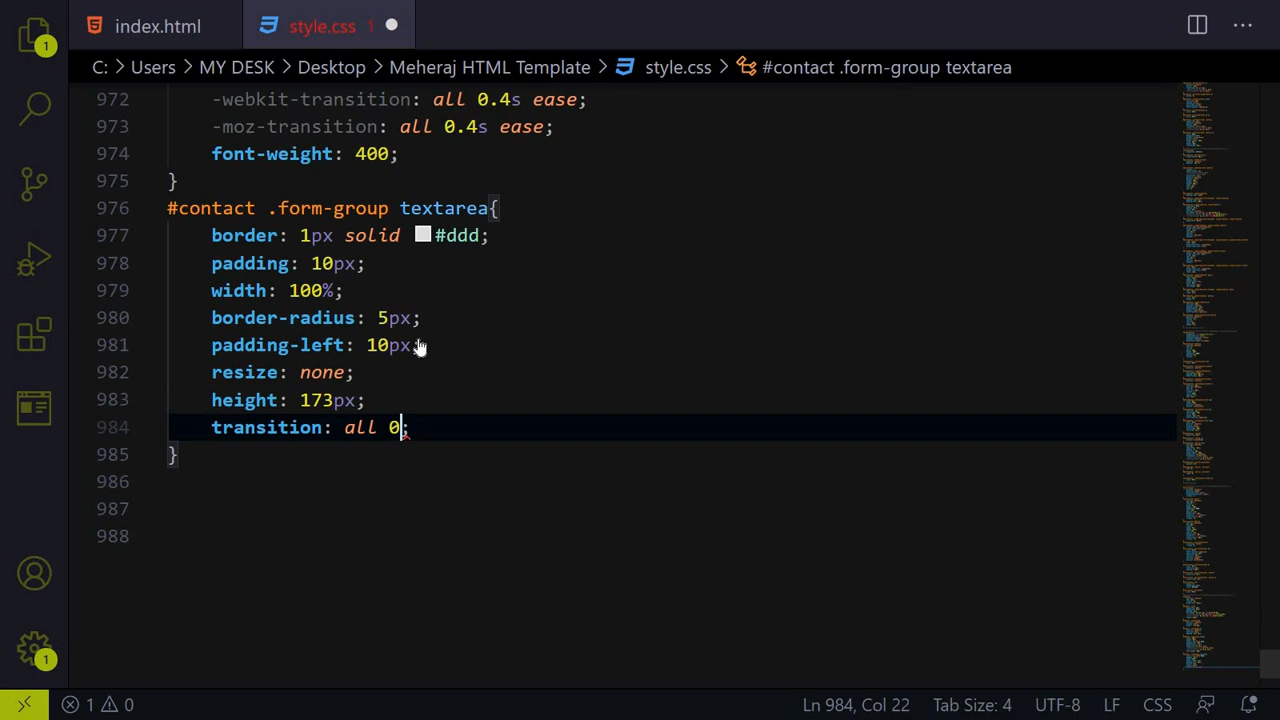 index.html
style.css 1
1
C: > Users > MY DESK > Desktop > Meheraj HTML Template > style.css > #contact .form-group textarea
972 -webkit-transition: all 0.4s ease;
973 -moz-transition: all 0.4s ease;
974 font-weight: 400;
975 }
976 #contact .form-group textarea{
977 border: 1px solid #ddd;
978 padding: 10px;
979 width: 100%;
980 border-radius: 5px;
981 padding-left: 10px;
982 resize: none;
983 height: 173px;
984 transition: all 0;
985 }
986
987
988
1
1 0 Ln 984, Col 22 Tab Size: 4 UTF-8 LF CSS